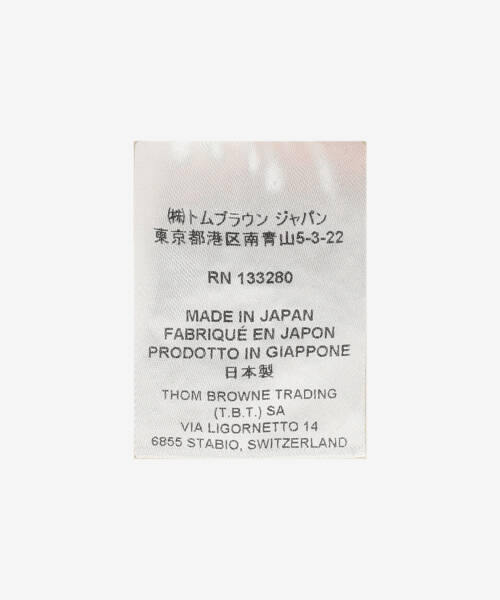 ㈱トムブラウン ジャパン
東京都港区南青山5-3-22
RN 133280
MADE IN JAPAN
FABRIQUÉ EN JAPON
PRODOTTO IN GIAPPONE
日本製
THOM BROWNE TRADING
(T.B.T.) SA
VIA LIGORNETTO 14
6855 STABIO, SWITZERLAND